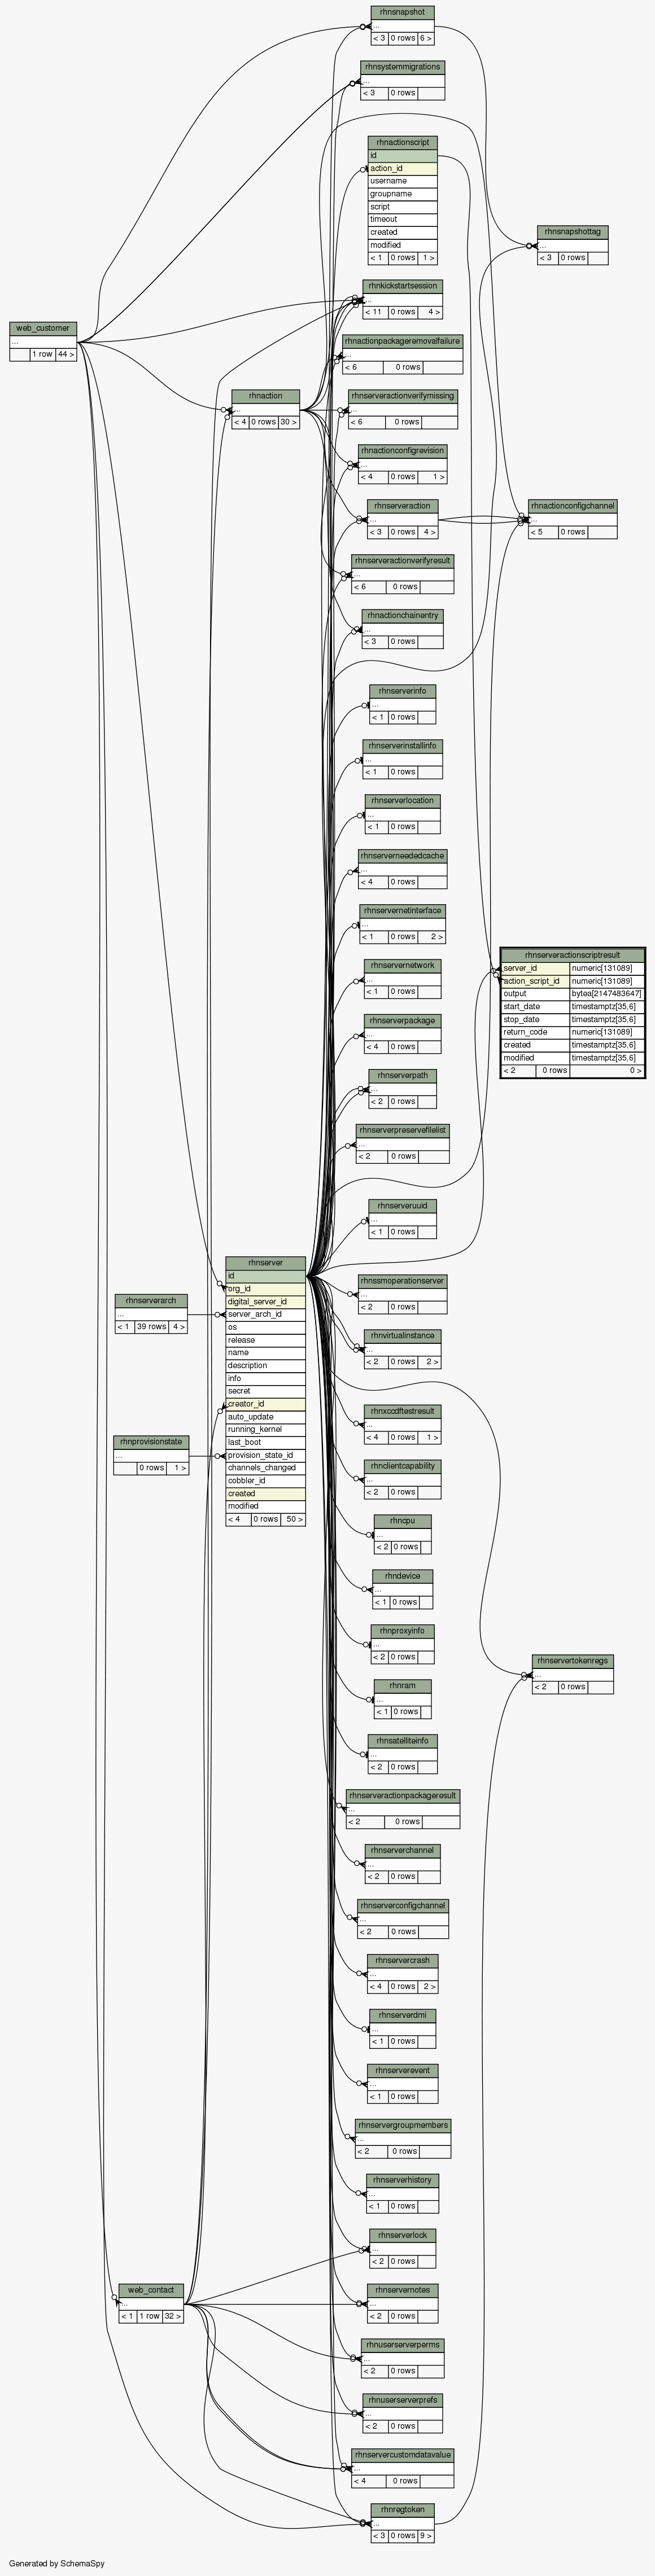 rhnsnapshot
...
< 3 0 rows 6 >
rhnsystemmigrations
...
< 3 0 rows
rhnactionscript
id
action_id
username
groupname
script
timeout
created
modified
< 1 0 rows 1 >
rhnsnapshottag
...
< 3 0 rows
rhnkickstartsession
...
< 11 0 rows 4 >
web_customer
...
1 row 44 >
rhnactionpackageremovalfailure
...
< 6 0 rows
rhnaction
...
< 4 0 rows 30 >
rhnserveractionverifymissing
...
< 6 0 rows
rhnactionconfigrevision
...
< 4 0 rows 1 >
rhnserveraction
...
< 3 0 rows 4 >
rhnactionconfigchannel
...
< 5 0 rows
rhnserveractionverifyresult
...
< 6 0 rows
rhnactionchainentry
...
< 3 0 rows
rhnserverinfo
...
< 1 0 rows
rhnserverinstallinfo
...
< 1 0 rows
rhnserverlocation
...
< 1 0 rows
rhnserverneededcache
...
< 4 0 rows
rhnservernetinterface
...
< 1 0 rows 2 >
rhnserveractionscriptresult
server_id numeric[131089]
action_script_id numeric[131089]
output bytea[2147483647]
start_date timestamptz[35,6]
stop_date timestamptz[35,6]
return_code numeric[131089]
created timestamptz[35,6]
modified timestamptz[35,6]
< 2 0 rows 0 >
rhnservernetwork
...
< 1 0 rows
rhnserverpackage
...
< 4 0 rows
rhnserverpath
...
< 2 0 rows
rhnserverpreservefilelist
...
< 2 0 rows
rhnserveruuid
...
< 1 0 rows
rhnserver
id
org_id
digital_server_id
server_arch_id
os
release
name
description
info
secret
creator_id
auto_update
running_kernel
last_boot
provision_state_id
channels_changed
cobbler_id
created
modified
< 4 0 rows 50 >
rhnserverarch
...
< 1 39 rows 4 >
rhnprovisionstate
...
0 rows 1 >
rhnssmoperationserver
...
< 2 0 rows
rhnvirtualinstance
...
< 2 0 rows 2 >
rhnxccdftestresult
...
< 4 0 rows 1 >
rhnclientcapability
...
< 2 0 rows
rhncpu
...
< 2 0 rows
rhndevice
...
< 1 0 rows
rhnproxyinfo
...
< 2 0 rows
rhnservertokenregs
...
< 2 0 rows
rhnram
...
< 1 0 rows
rhnsatelliteinfo
...
< 2 0 rows
rhnserveractionpackageresult
...
< 2 0 rows
rhnserverchannel
...
< 2 0 rows
rhnserverconfigchannel
...
< 2 0 rows
rhnservercrash
...
< 4 0 rows 2 >
rhnserverdmi
...
< 1 0 rows
rhnserverevent
...
< 1 0 rows
rhnservergroupmembers
...
< 2 0 rows
rhnserverhistory
...
< 1 0 rows
rhnserverlock
...
< 2 0 rows
web_contact
...
< 1 1 row 32 >
rhnservernotes
...
< 2 0 rows
rhnuserserverperms
...
< 2 0 rows
rhnuserserverprefs
...
< 2 0 rows
rhnservercustomdatavalue
...
< 4 0 rows
rhnregtoken
...
< 3 0 rows 9 >
Generated by SchemaSpy